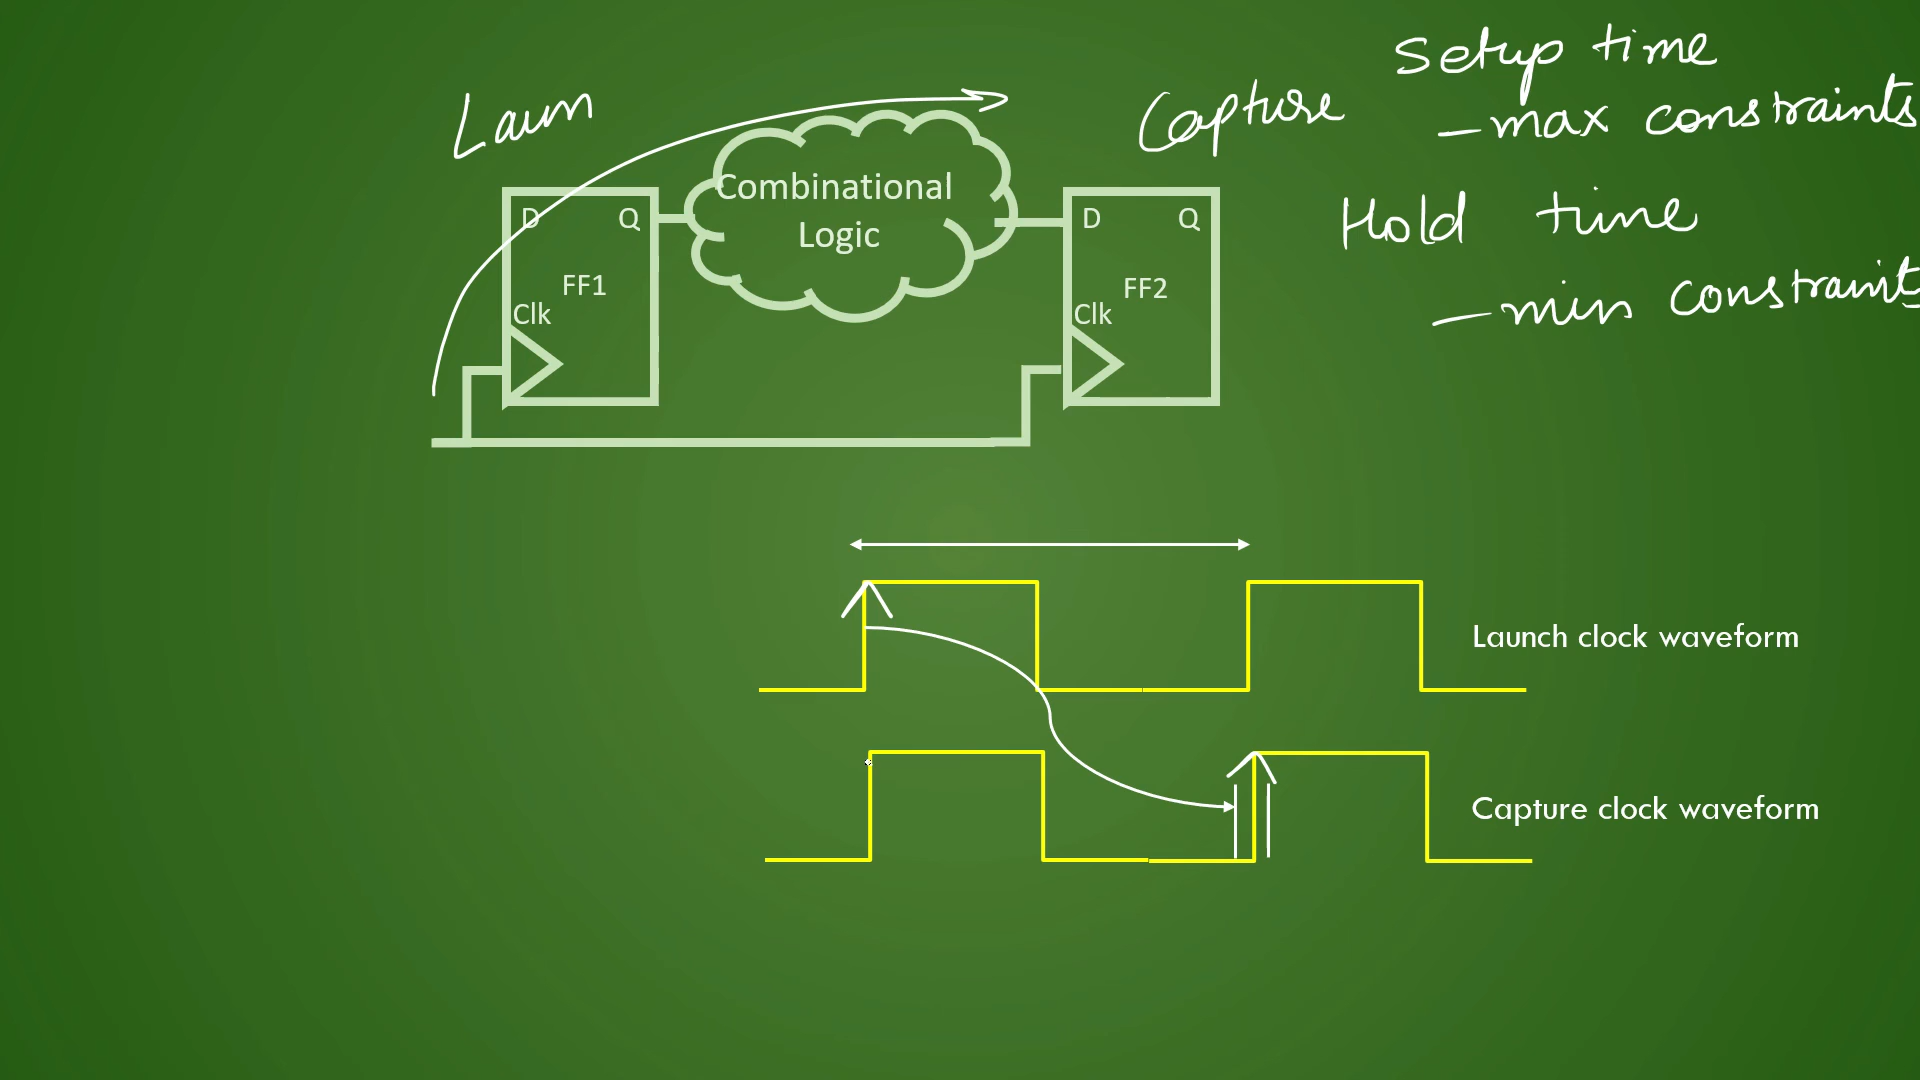 Setup time
- max constraints
Hold time
- min constraints
Laun
Capture
Combinational
Logic
D Q
FF1
Clk
D Q
FF2
Clk
Launch clock waveform
Capture clock waveform